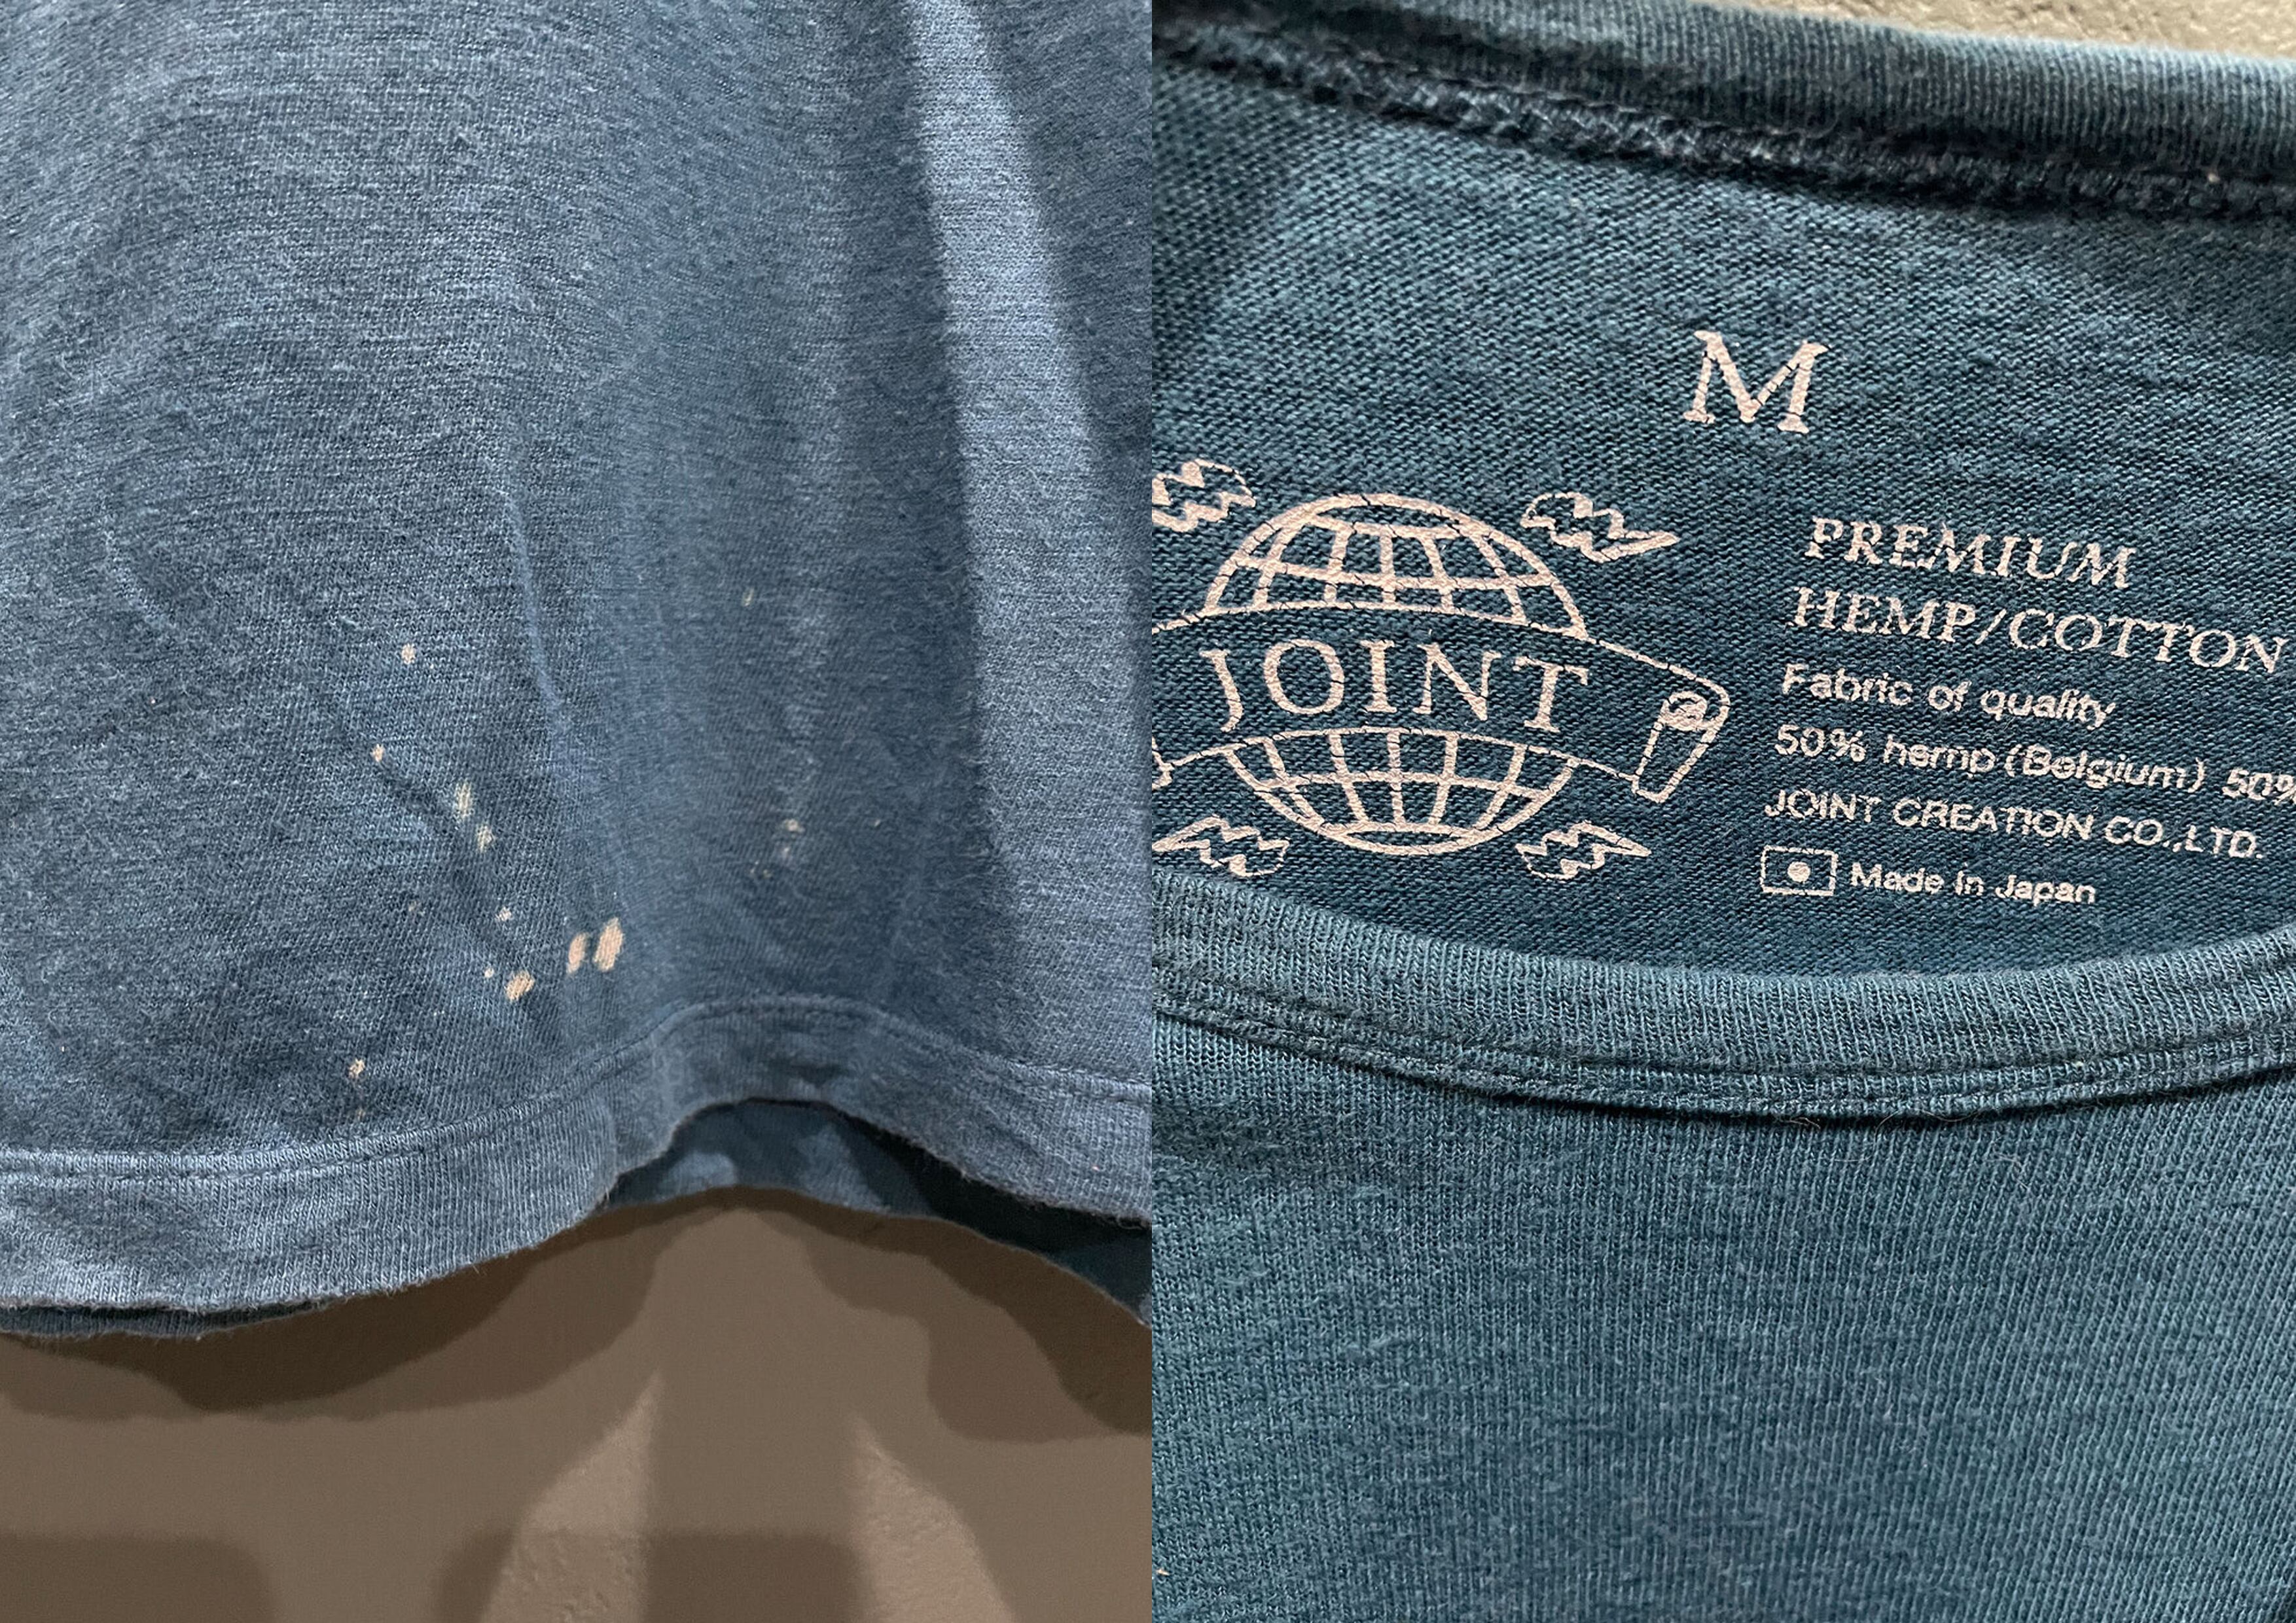 M
JOINT
PREMIUM
HEMP/COTTON
Fabric of quality
50% hemp (Belgium) 50%
JOINT CREATION CO.,LTD.
Made in Japan